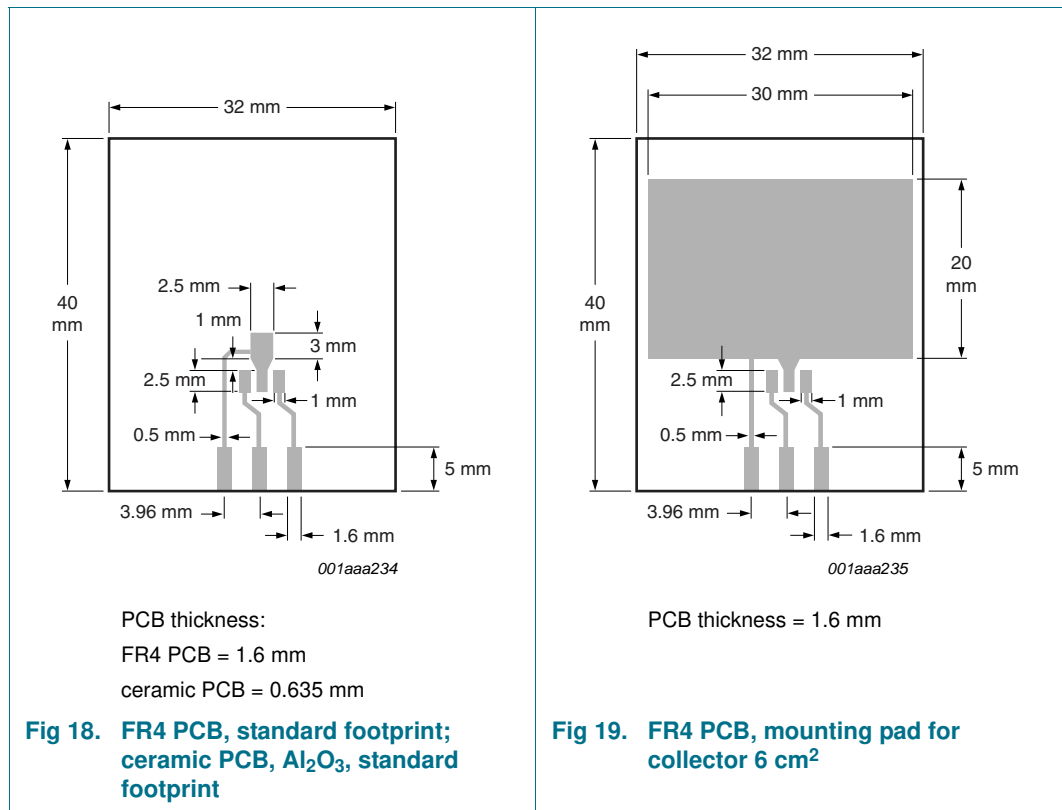 32 mm
40
mm
2.5 mm
1 mm
3 mm
2.5 mm
1 mm
0.5 mm
5 mm
3.96 mm
1.6 mm
001aaa234
PCB thickness:
FR4 PCB = 1.6 mm
ceramic PCB = 0.635 mm
Fig 18. FR4 PCB, standard footprint;
ceramic PCB, Al₂O₃, standard
footprint
32 mm
30 mm
20
mm
40
mm
2.5 mm
1 mm
0.5 mm
5 mm
3.96 mm
1.6 mm
001aaa235
PCB thickness = 1.6 mm
Fig 19. FR4 PCB, mounting pad for
collector 6 cm²